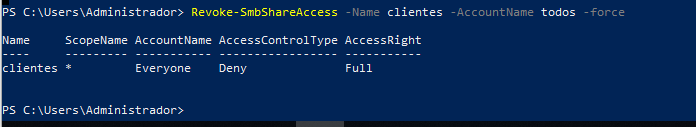 PS C:\Users\Administrador> Revoke-SmbShareAccess -Name clientes -AccountName todos -force
Name     ScopeName AccountName AccessControlType AccessRight
----     --------- ----------- ----------------- -----------
clientes *         Everyone    Deny              Full
PS C:\Users\Administrador>